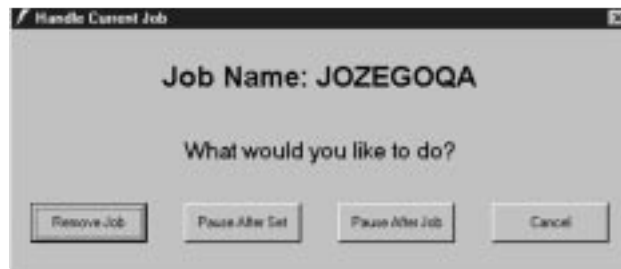 Handle Current Job
Job Name: JOZEGOQA
What would you like to do?
Remove Job Pause After Set Pause After Job Cancel